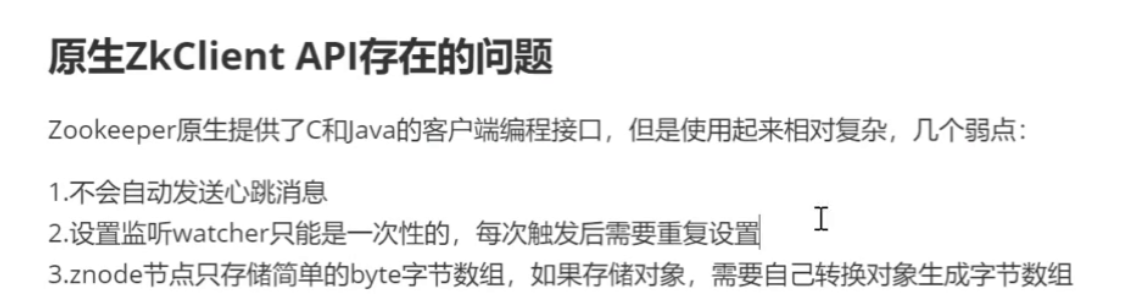 原生ZkClient API存在的问题
Zookeeper原生提供了C和Java的客户端编程接口，但是使用起来相对复杂，几个弱点：
1.不会自动发送心跳消息
2.设置监听watcher只能是一次性的，每次触发后需要重复设置
3.znode节点只存储简单的byte字节数组，如果存储对象，需要自己转换对象生成字节数组